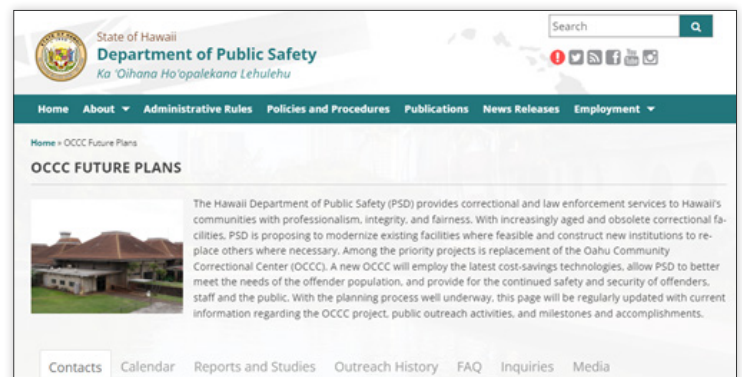 State of Hawaii
Search
Department of Public Safety
Ka 'Oihana Ho'opalekana Lehulehu
Home About Administrative Rules Policies and Procedures Publications News Releases Employment
Home » OCCC Future Plans
OCCC FUTURE PLANS
The Hawaii Department of Public Safety (PSD) provides correctional and law enforcement services to Hawaii's
communities with professionalism, integrity, and fairness. With increasingly aged and obsolete correctional fa-
cilities, PSD is proposing to modernize existing facilities where feasible and construct new institutions to re-
place others where necessary. Among the priority projects is replacement of the Oahu Community
Correctional Center (OCCC). A new OCCC will employ the latest cost-savings technologies, allow PSD to better
meet the needs of the offender population, and provide for the continued safety and security of offenders,
staff and the public. With the planning process well underway, this page will be regularly updated with current
information regarding the OCCC project, public outreach activities, and milestones and accomplishments.
Contacts Calendar Reports and Studies Outreach History FAQ Inquiries Media